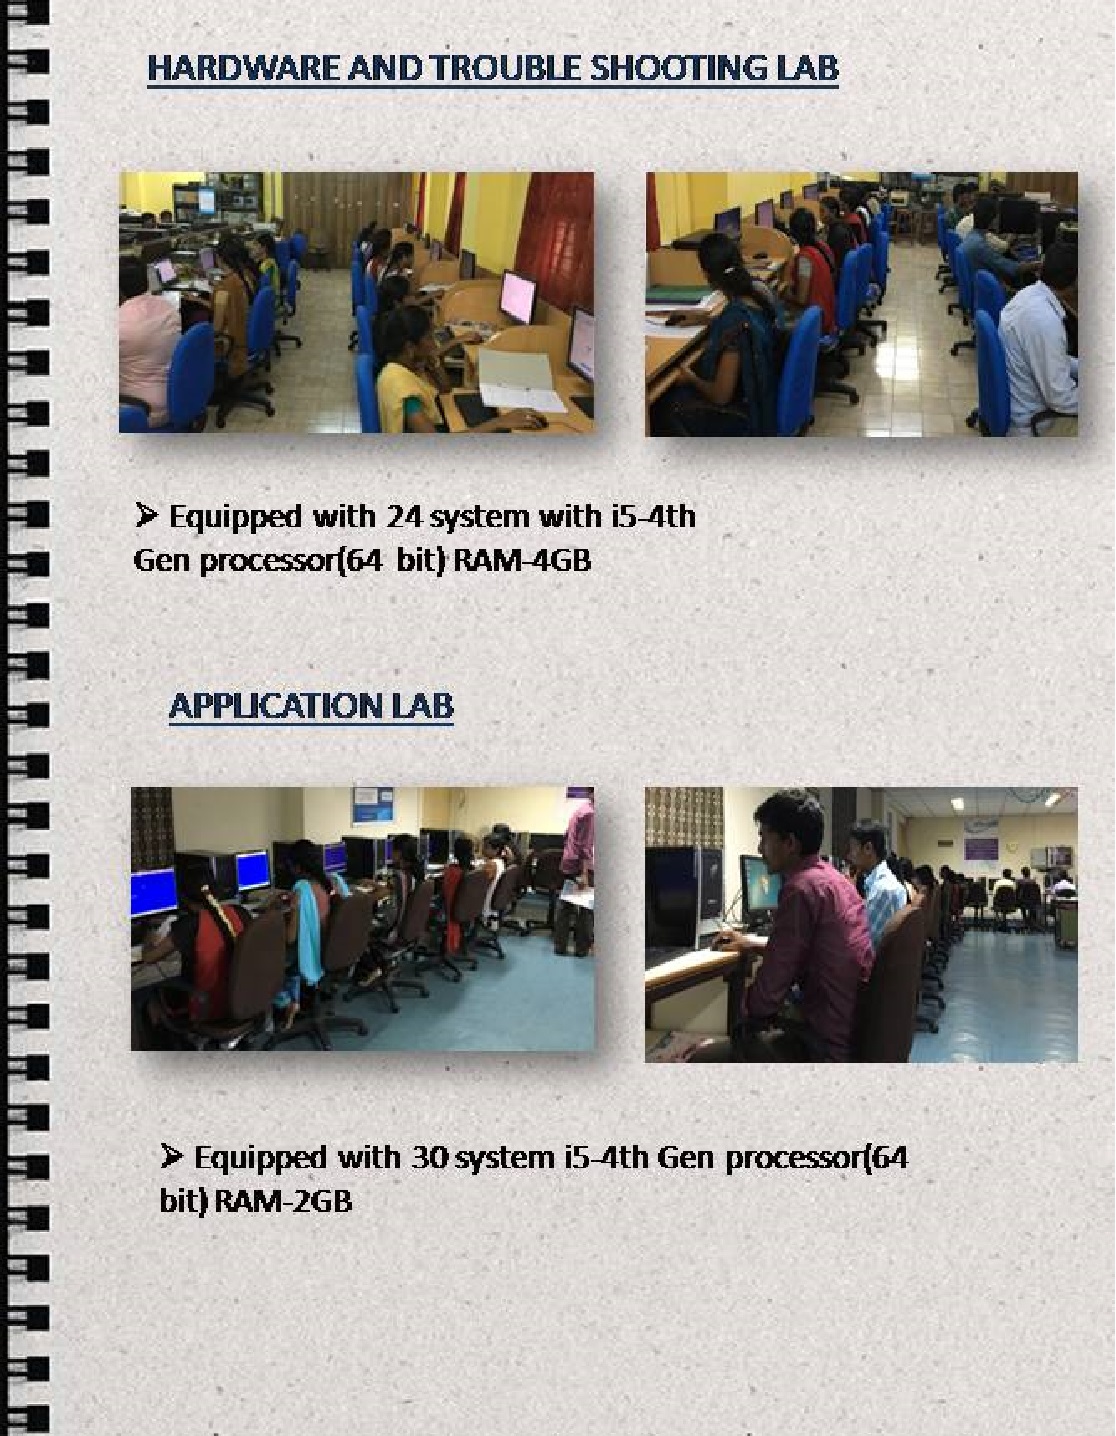 HARDWARE AND TROUBLE SHOOTING LAB
➢ Equipped with 24 system with i5-4th
Gen processor(64 bit) RAM-4GB
APPLICATION LAB
➢ Equipped with 30 system i5-4th Gen processor(64
bit) RAM-2GB